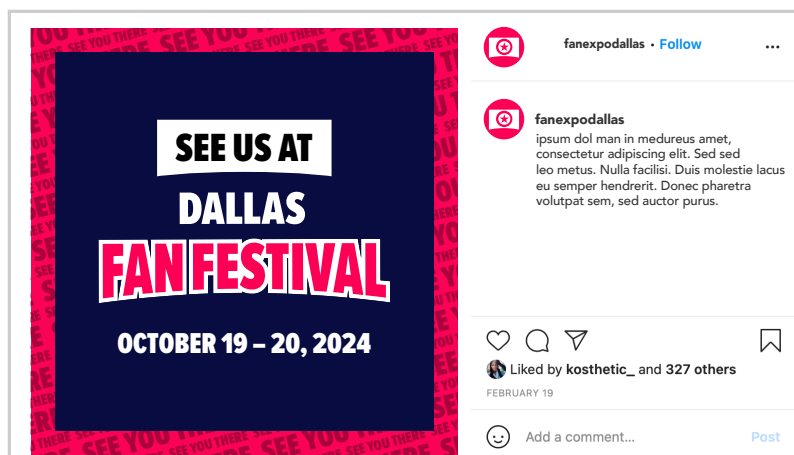 SEE US AT
DALLAS
FAN FESTIVAL
OCTOBER 19 – 20, 2024
fanexpodallas • Follow
fanexpodallas
ipsum dol man in medureus amet,
consectetur adipiscing elit. Sed sed
leo metus. Nulla facilisi. Duis molestie lacus
eu semper hendrerit. Donec pharetra
volutpat sem, sed auctor purus.
Liked by kosthetic_ and 327 others
FEBRUARY 19
Add a comment...
Post